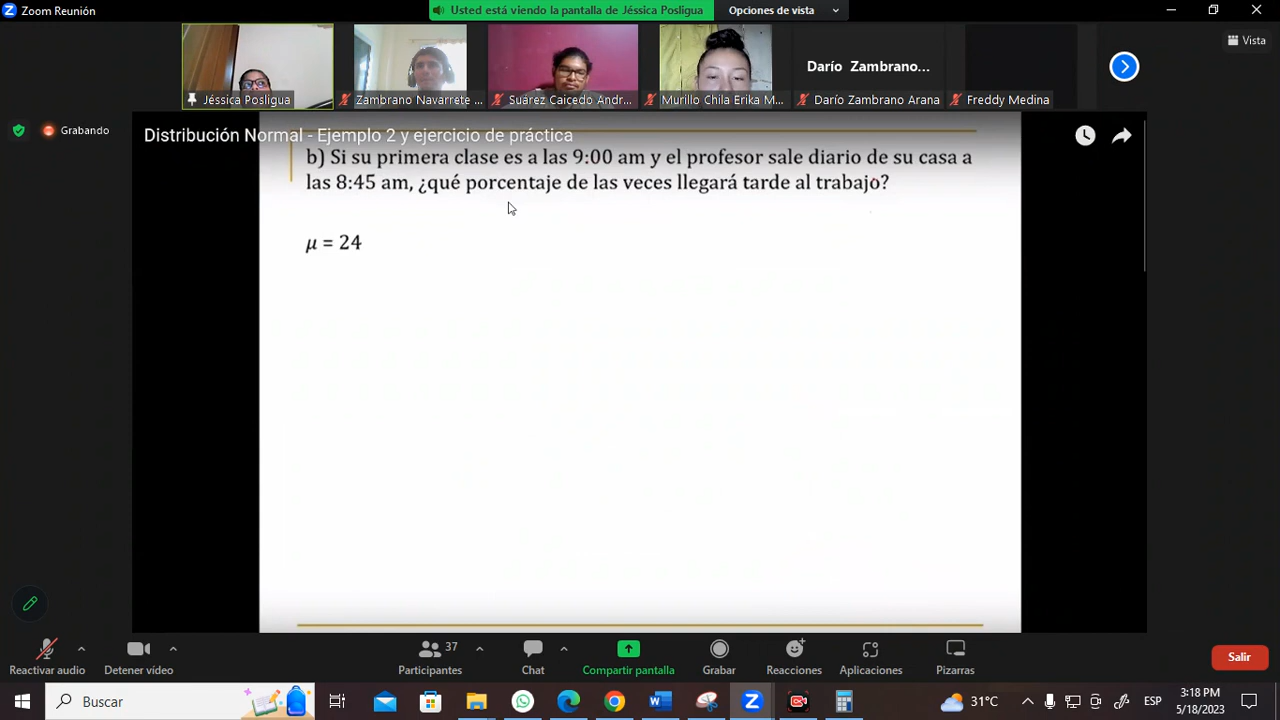 Zoom Reunión
Usted está viendo la pantalla de Jéssica Posligua
Opciones de vista
Vista
Grabando
Jéssica Posligua
Zambrano Navarrete ...
Suárez Caicedo Andr...
Murillo Chila Erika M...
Darío Zambrano...
Darío Zambrano Arana
Freddy Medina
Distribución Normal - Ejemplo 2 y ejercicio de práctica
b) Si su primera clase es a las 9:00 am y el profesor sale diario de su casa a
las 8:45 am, ¿qué porcentaje de las veces llegará tarde al trabajo?
μ = 24
Reactivar audio
Detener vídeo
37
Participantes
Chat
Compartir pantalla
Grabar
Reacciones
Aplicaciones
Pizarras
Salir
Buscar
31°C
ESP
3:18 PM
5/18/2023